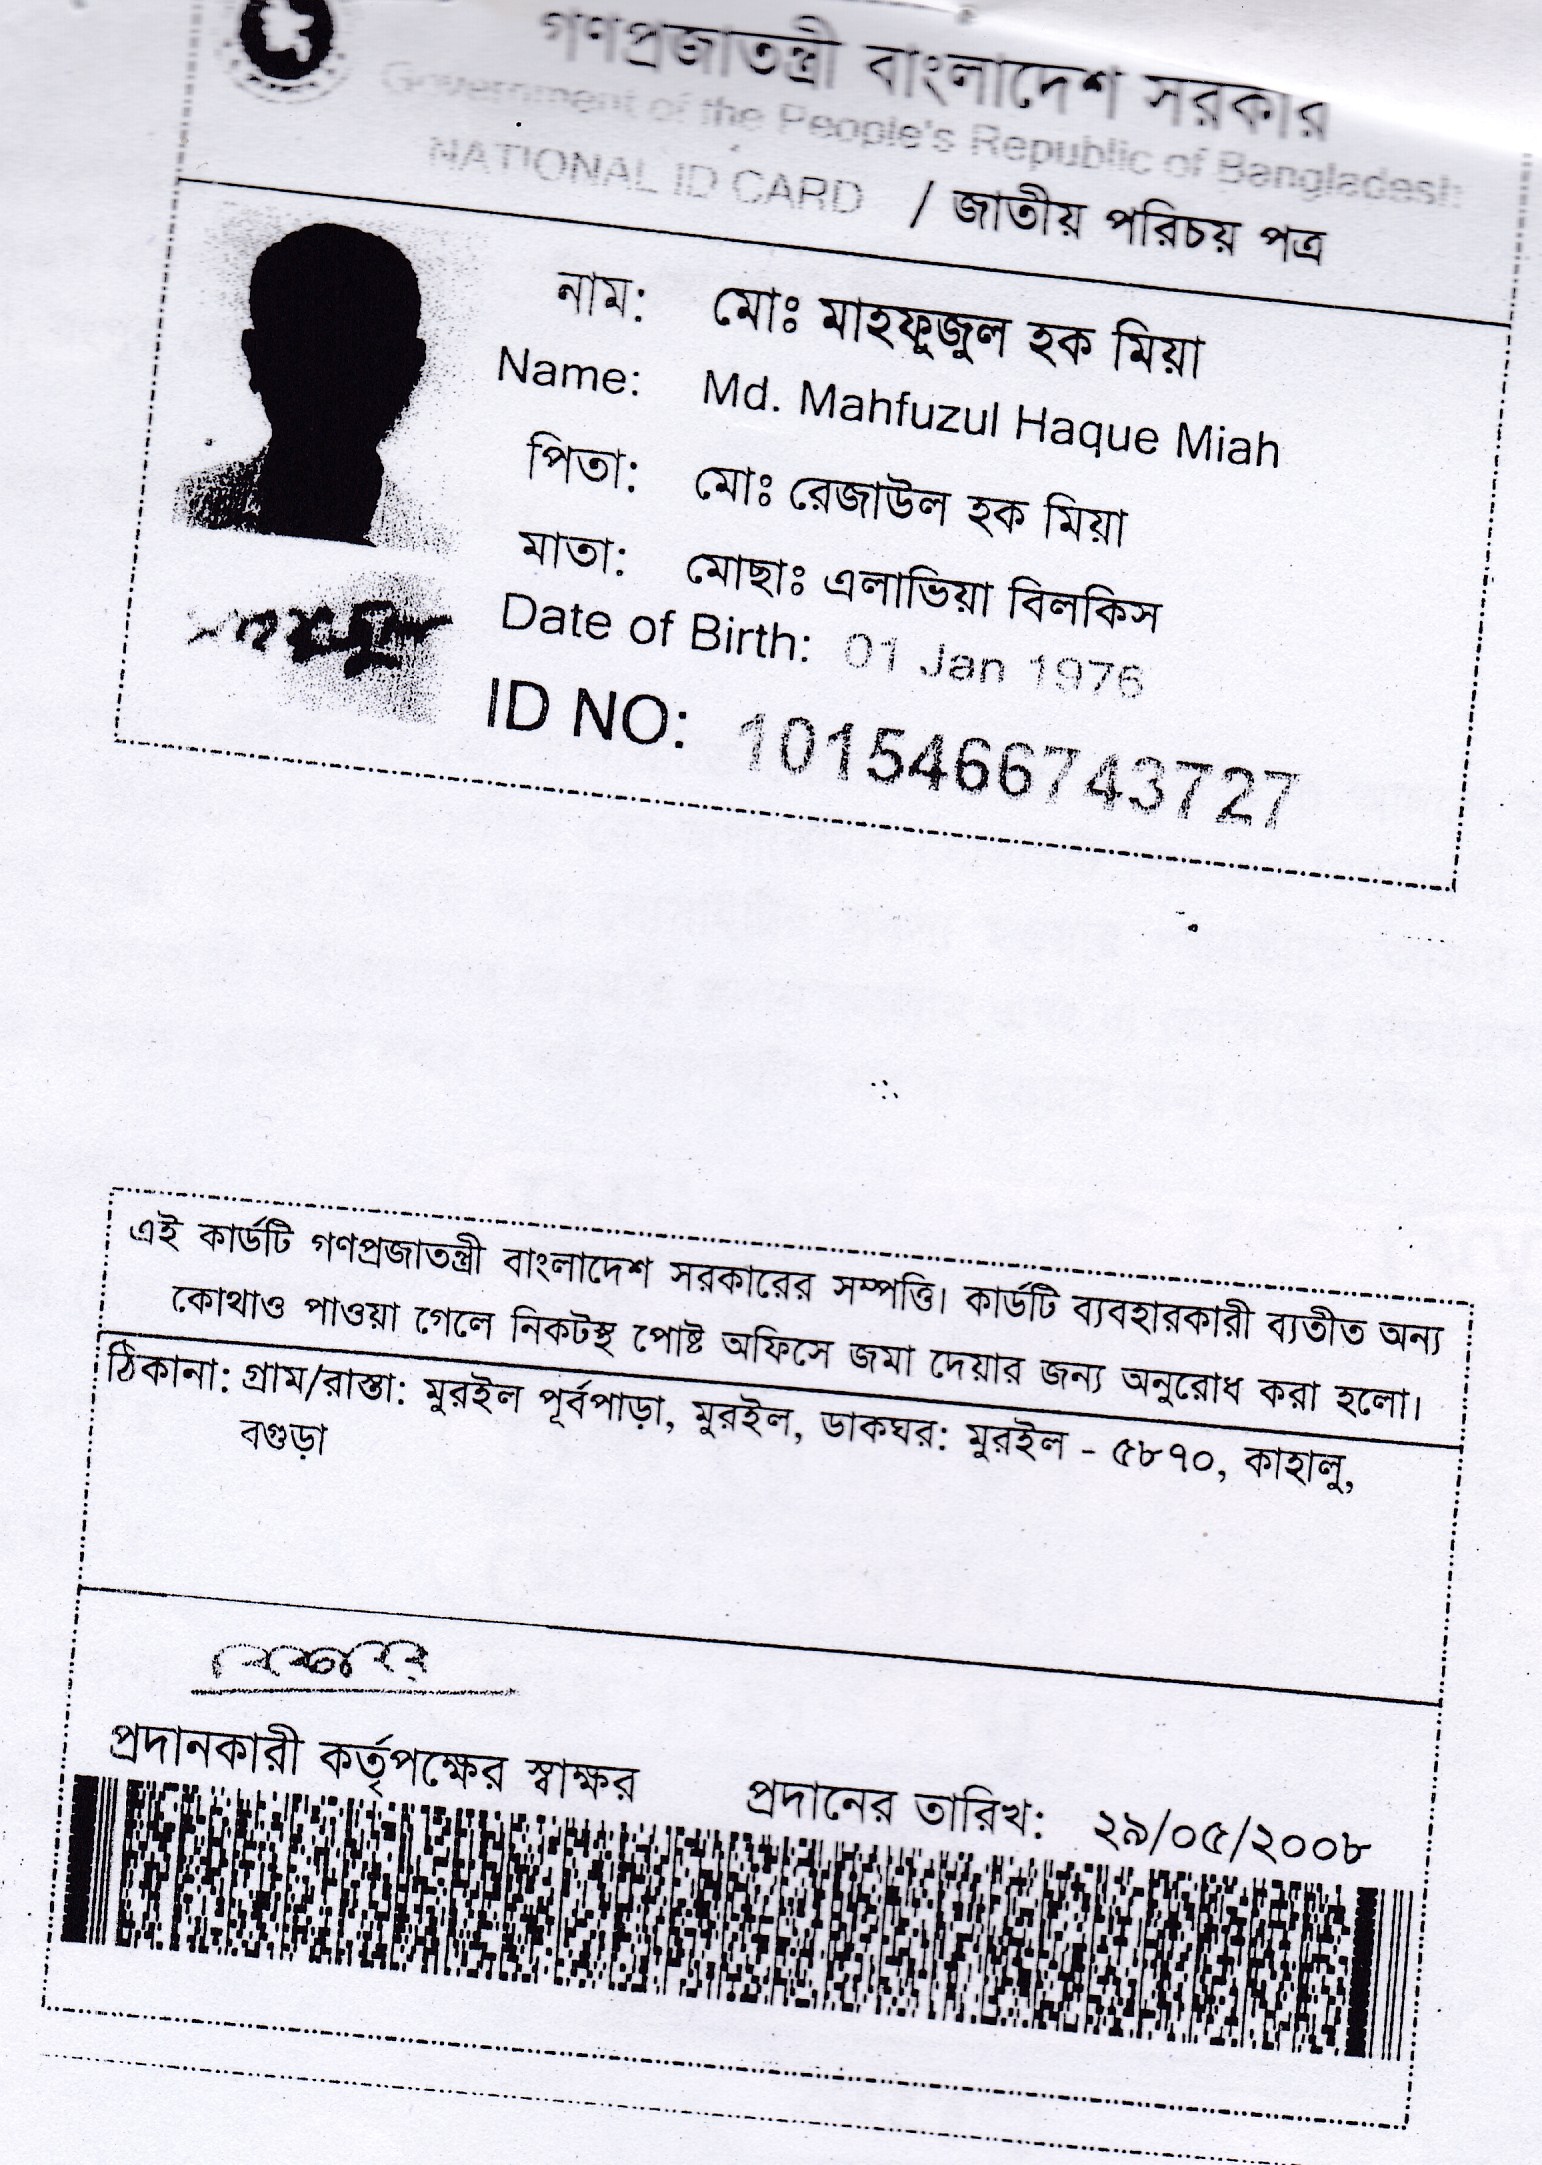 গণপ্রজাতন্ত্রী বাংলাদেশ সরকার
Government of the People's Republic of Bangladesh
NATIONAL ID CARD / জাতীয় পরিচয় পত্র
নাম: মোঃ মাহফুজুল হক মিয়া
Name: Md. Mahfuzul Haque Miah
পিতা: মোঃ রেজাউল হক মিয়া
মাতা: মোছাঃ এলাভিয়া বিলকিস
Date of Birth: 01 Jan 1976
ID NO: 1015466743727
এই কার্ডটি গণপ্রজাতন্ত্রী বাংলাদেশ সরকারের সম্পত্তি। কার্ডটি ব্যবহারকারী ব্যতীত অন্য
কোথাও পাওয়া গেলে নিকটস্থ পোষ্ট অফিসে জমা দেয়ার জন্য অনুরোধ করা হলো।
ঠিকানা: গ্রাম/রাস্তা: মুরইল পূর্বপাড়া, মুরইল, ডাকঘর: মুরইল - ৫৮৭০, কাহালু,
বগুড়া
প্রদানকারী কর্তৃপক্ষের স্বাক্ষর প্রদানের তারিখ: ২৯/০৫/২০০৮